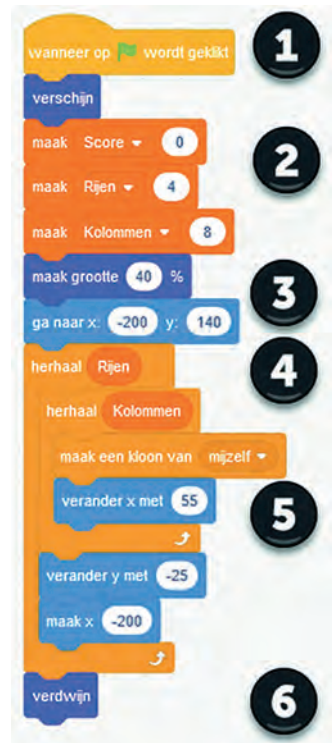 wanneer op wordt geklikt 1
verschijn
maak Score 0
2
maak Rijen 4
maak Kolommen 8
maak grootte 40 %
3
ga naar x: -200 y: 140
herhaal Rijen 4
herhaal Kolommen
maak een kloon van mijzelf
verander x met 55 5
verander y met -25
maak x -200
verdwijn 6